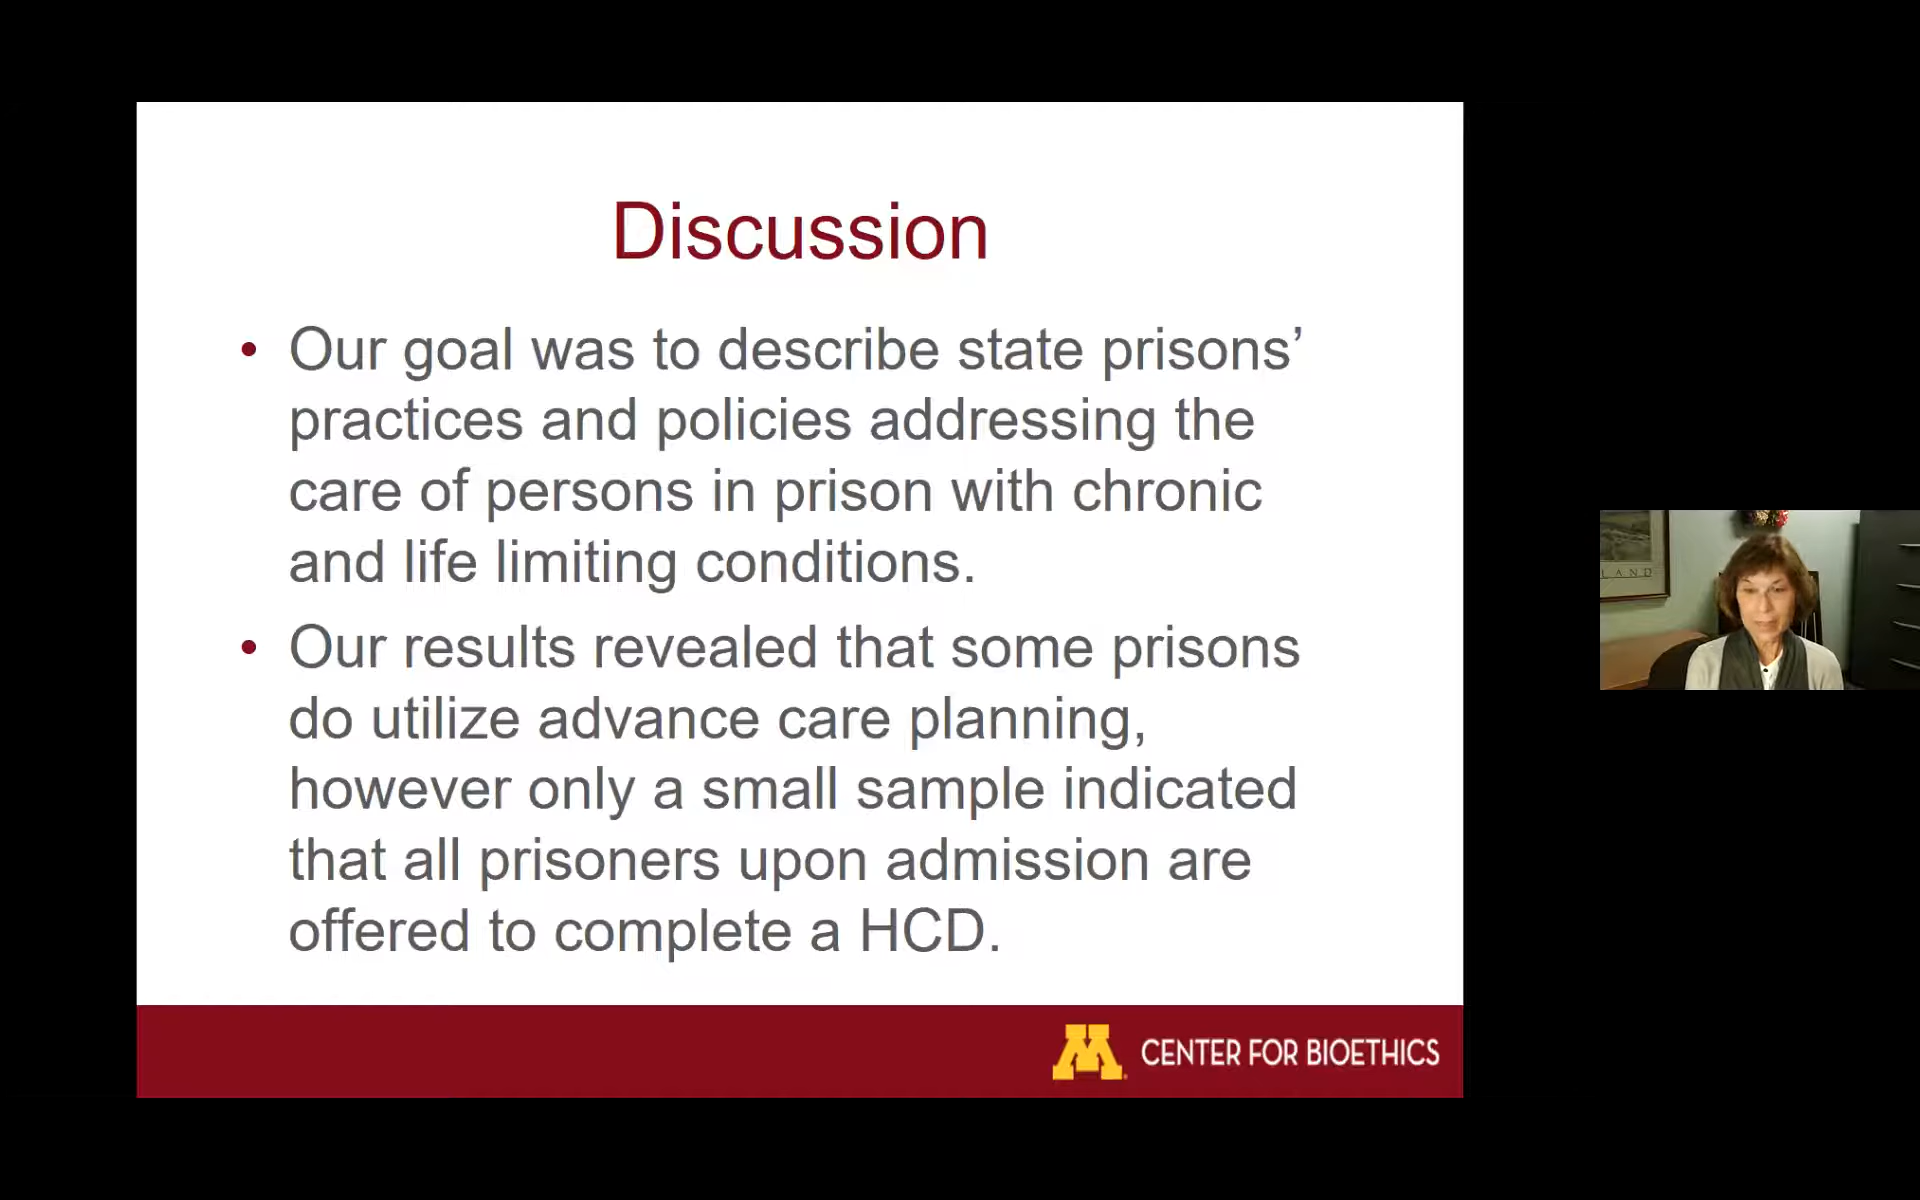 Discussion
• Our goal was to describe state prisons’
practices and policies addressing the
care of persons in prison with chronic
and life limiting conditions.
• Our results revealed that some prisons
do utilize advance care planning,
however only a small sample indicated
that all prisoners upon admission are
offered to complete a HCD.
M CENTER FOR BIOETHICS
LAND